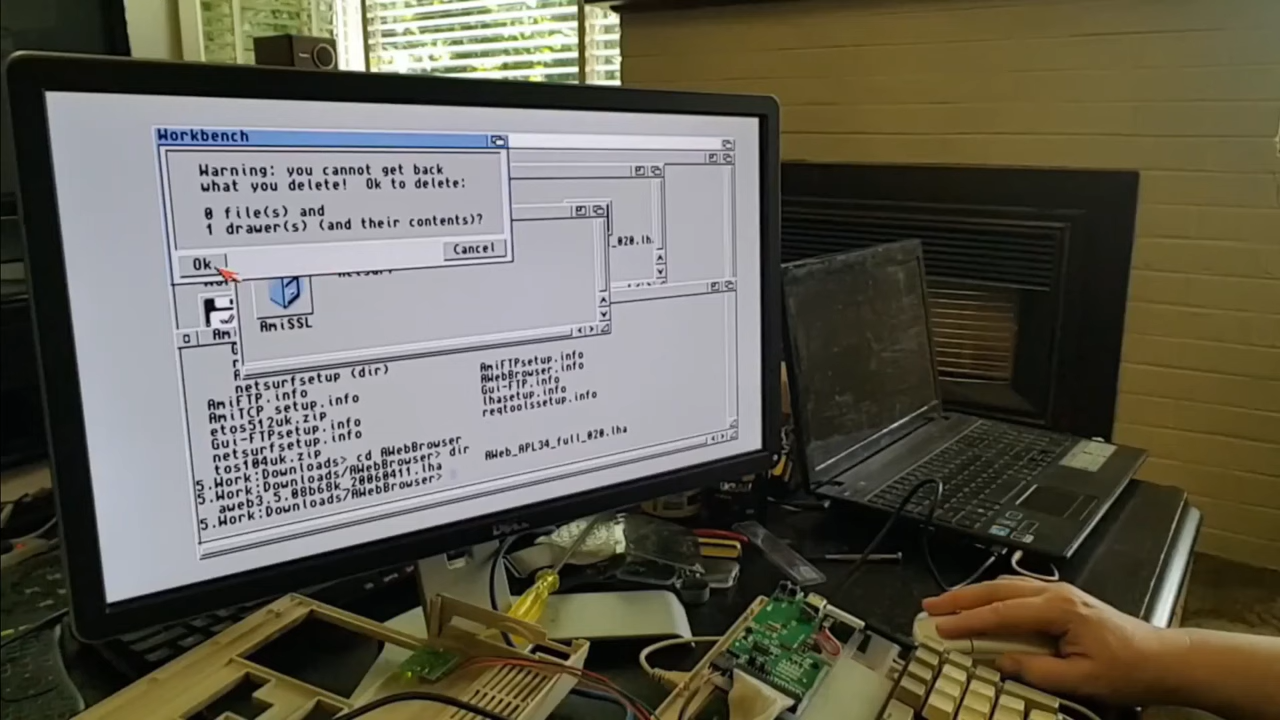 Workbench
Warning: you cannot get back
what you delete! Ok to delete:
0 file(s) and
1 drawer(s) (and their contents)?
Ok
Cancel
_020.lha
AmiSSL
Am
netsurfsetup (dir)
AmiFTP.info
AmiTCP setup.info
etos512uk.zip
Gui-FTPsetup.info
netsurfsetup.info
tos104uk.zip
AmiFTPsetup.info
AWebBrowser.info
Gui-FTP.info
lhasetup.info
reqtoolssetup.info
5.Work:Downloads> cd AWebBrowser
5.Work:Downloads/AWebBrowser> dir
aweb3.5.08b68k_20060411.lha AWeb_APL34_full_020.lha
5.Work:Downloads/AWebBrowser>
DELL